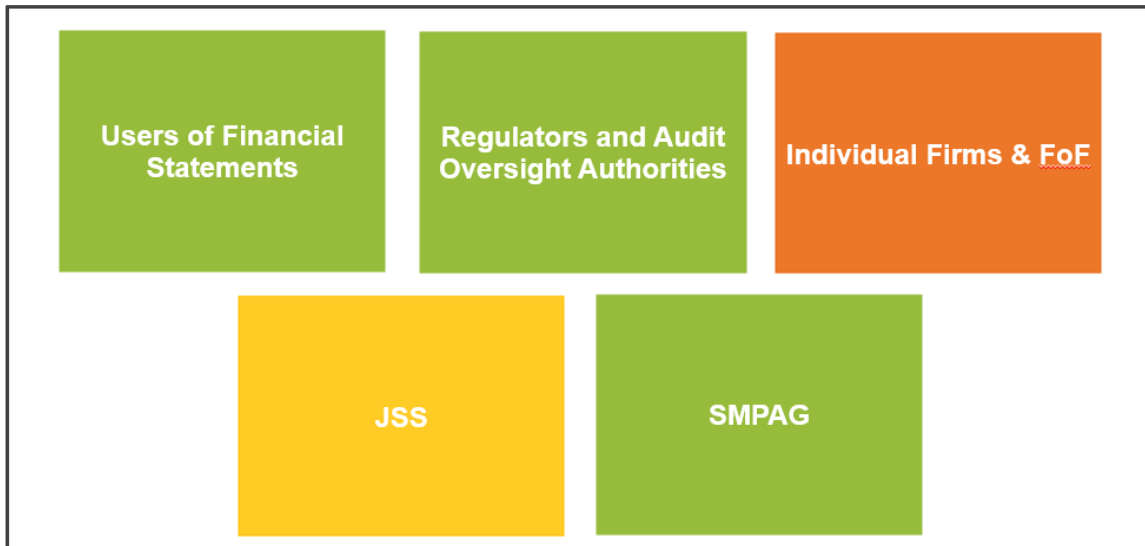 Users of Financial
Statements
Regulators and Audit
Oversight Authorities
Individual Firms & FoF
JSS
SMPAG